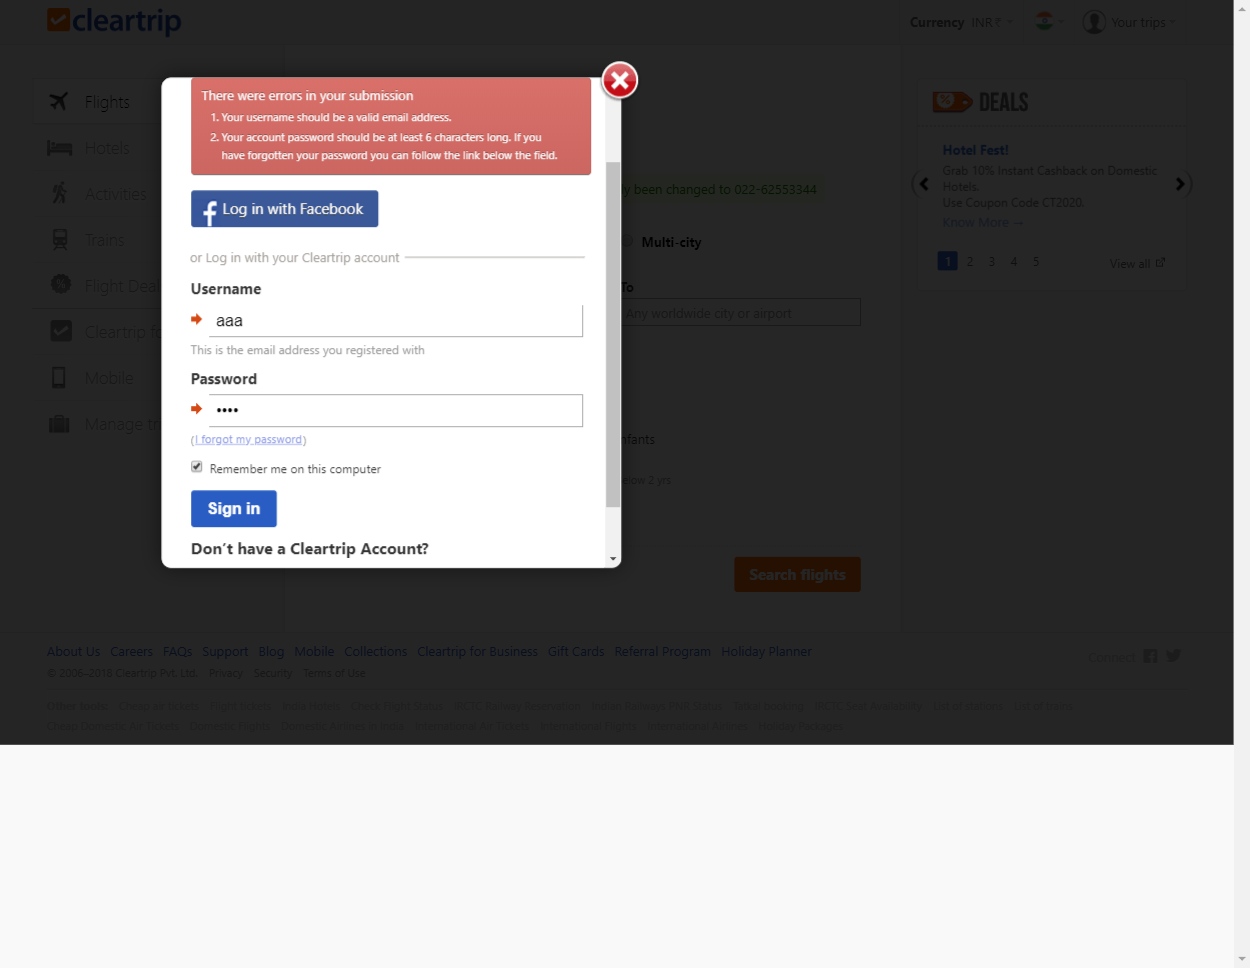 cleartrip
Currency INR
Your trips
Flights
Hotels
Activities
Trains
Flight Dea
Cleartrip fo
Mobile
Manage tr
There were errors in your submission
1. Your username should be a valid email address.
2. Your account password should be at least 6 characters long. If you
have forgotten your password you can follow the link below the field.
Log in with Facebook
or Log in with your Cleartrip account
Username
aaa
This is the email address you registered with
Password
••••
(I forgot my password)
Remember me on this computer
Sign in
Don't have a Cleartrip Account?
ly been changed to 022-62553344
Multi-city
To
Any worldwide city or airport
nfants
elow 2 yrs
Search flights
DEALS
Hotel Fest!
Grab 10% Instant Cashback on Domestic
Hotels.
Use Coupon Code CT2020.
Know More →
1 2 3 4 5
View all
About Us Careers FAQs Support Blog Mobile Collections Cleartrip for Business Gift Cards Referral Program Holiday Planner
© 2006–2018 Cleartrip Pvt. Ltd. Privacy Security Terms of Use
Connect